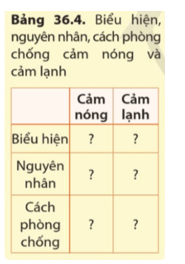 Bảng 36.4. Biểu hiện,
nguyên nhân, cách phòng
chống cảm nóng và
cảm lạnh
Cảm nóng Cảm lạnh
Biểu hiện ? ?
Nguyên nhân ? ?
Cách phòng chống ? ?